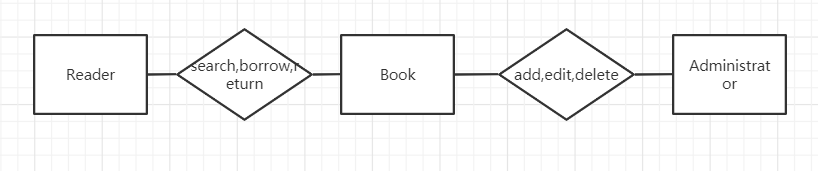 Reader
search,borrow,r
eturn
Book
add,edit,delete
Administrat
or